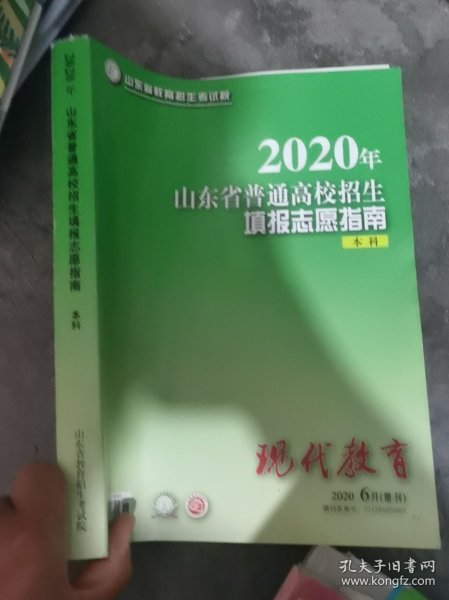 山东省教育招生考试院
2020年
山东省普通高校招生
填报志愿指南
本科
现代教育
2020 6月(增刊)
2020年 山东省普通高校招生填报志愿指南 本科
山东省教育招生考试院
孔夫子旧书网
www.kongfz.com